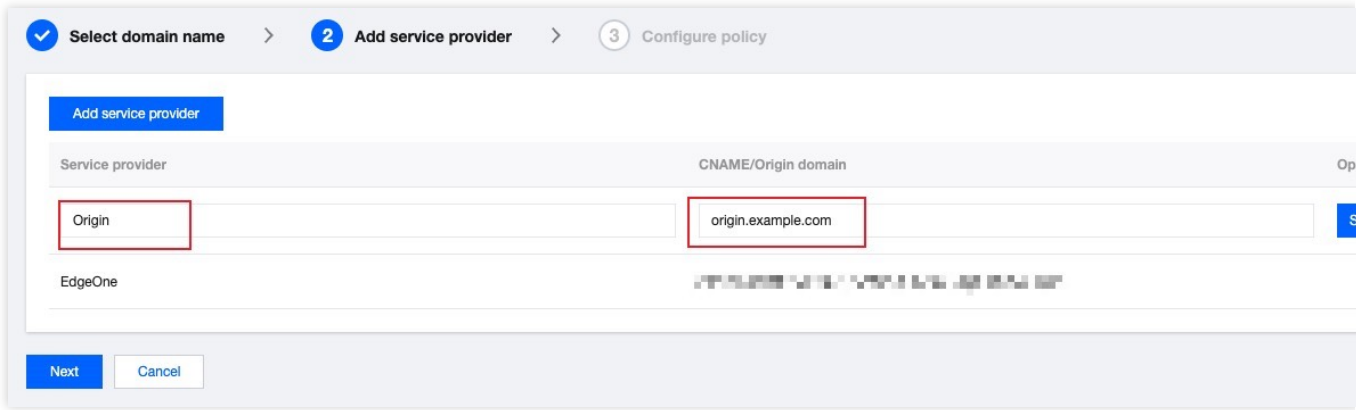 Select domain name > 2 Add service provider > 3 Configure policy
Add service provider
Service provider CNAME/Origin domain Op
Origin origin.example.com S
EdgeOne
Next Cancel